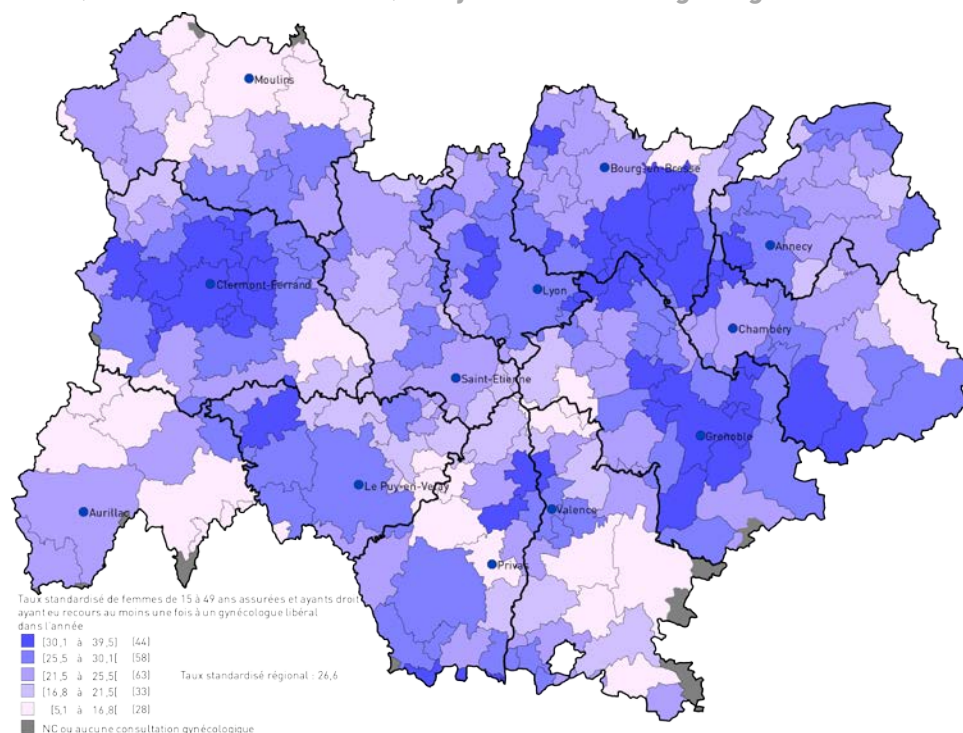 Moulins
Bourg-en-Bresse
Annecy
Clermont-Ferrand
Lyon
Chambéry
Saint-Etienne
Grenoble
Le Puy-en-Velay
Aurillac
Valence
Privas
Taux standardisé de femmes de 15 à 49 ans assurées et ayants droit
ayant eu recours au moins une fois à un gynécologue libéral
dans l'année
[30,1 à 39,5] (44)
[25,5 à 30,1[ (58)
[21,5 à 25,5[ (63) Taux standardisé régional : 26,6
[16,8 à 21,5[ (33)
[5,1 à 16,8[ (28)
NC ou aucune consultation gynécologique